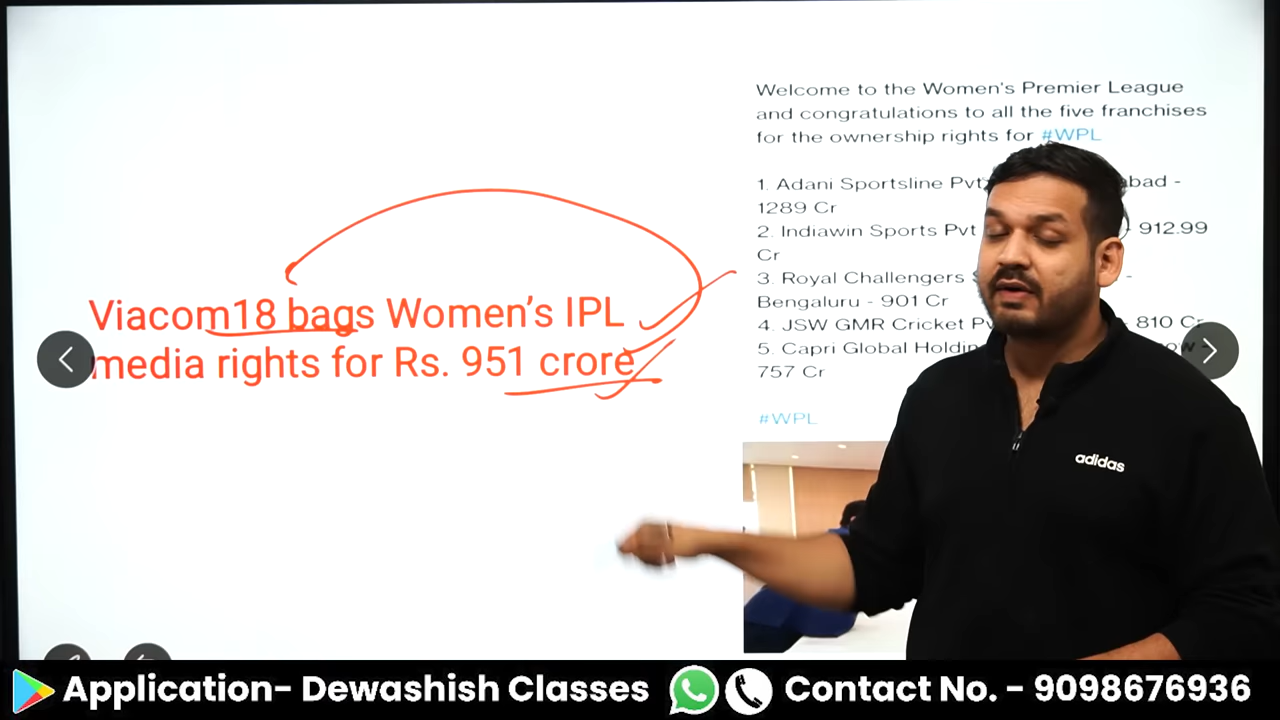 Viacom18 bags Women’s IPL
media rights for Rs. 951 crore
Welcome to the Women's Premier League
and congratulations to all the five franchises
for the ownership rights for #WPL
1. Adani Sportsline Pvt
- 
1289 Cr
2. Indiawin Sports Pvt - 912.99
Cr
3. Royal Challengers -
Bengaluru - 901 Cr
4. JSW GMR Cricket - 810 Cr
5. Capri Global
757 Cr
#WPL
adidas
Application- Dewashish Classes
Contact No. - 9098676936